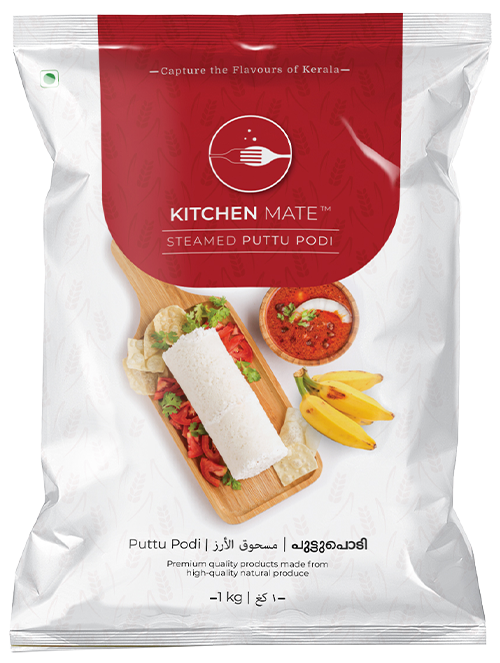 —Capture the Flavours of Kerala—
KITCHEN MATE™
STEAMED PUTTU PODI
Puttu Podi | مسحوق الأرز | പുട്ടുപൊടി
Premium quality products made from
high-quality natural produce
–1 kg | ١ كغ–